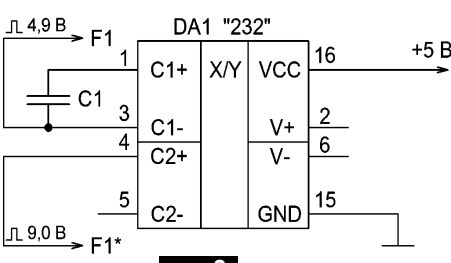 DA1 "232"
4,9 В F1
1 C1+ X/Y VCC 16 +5 В
C1
3 C1- V+ 2
4 C2+ V- 6
5 C2- GND 15
9,0 В F1*